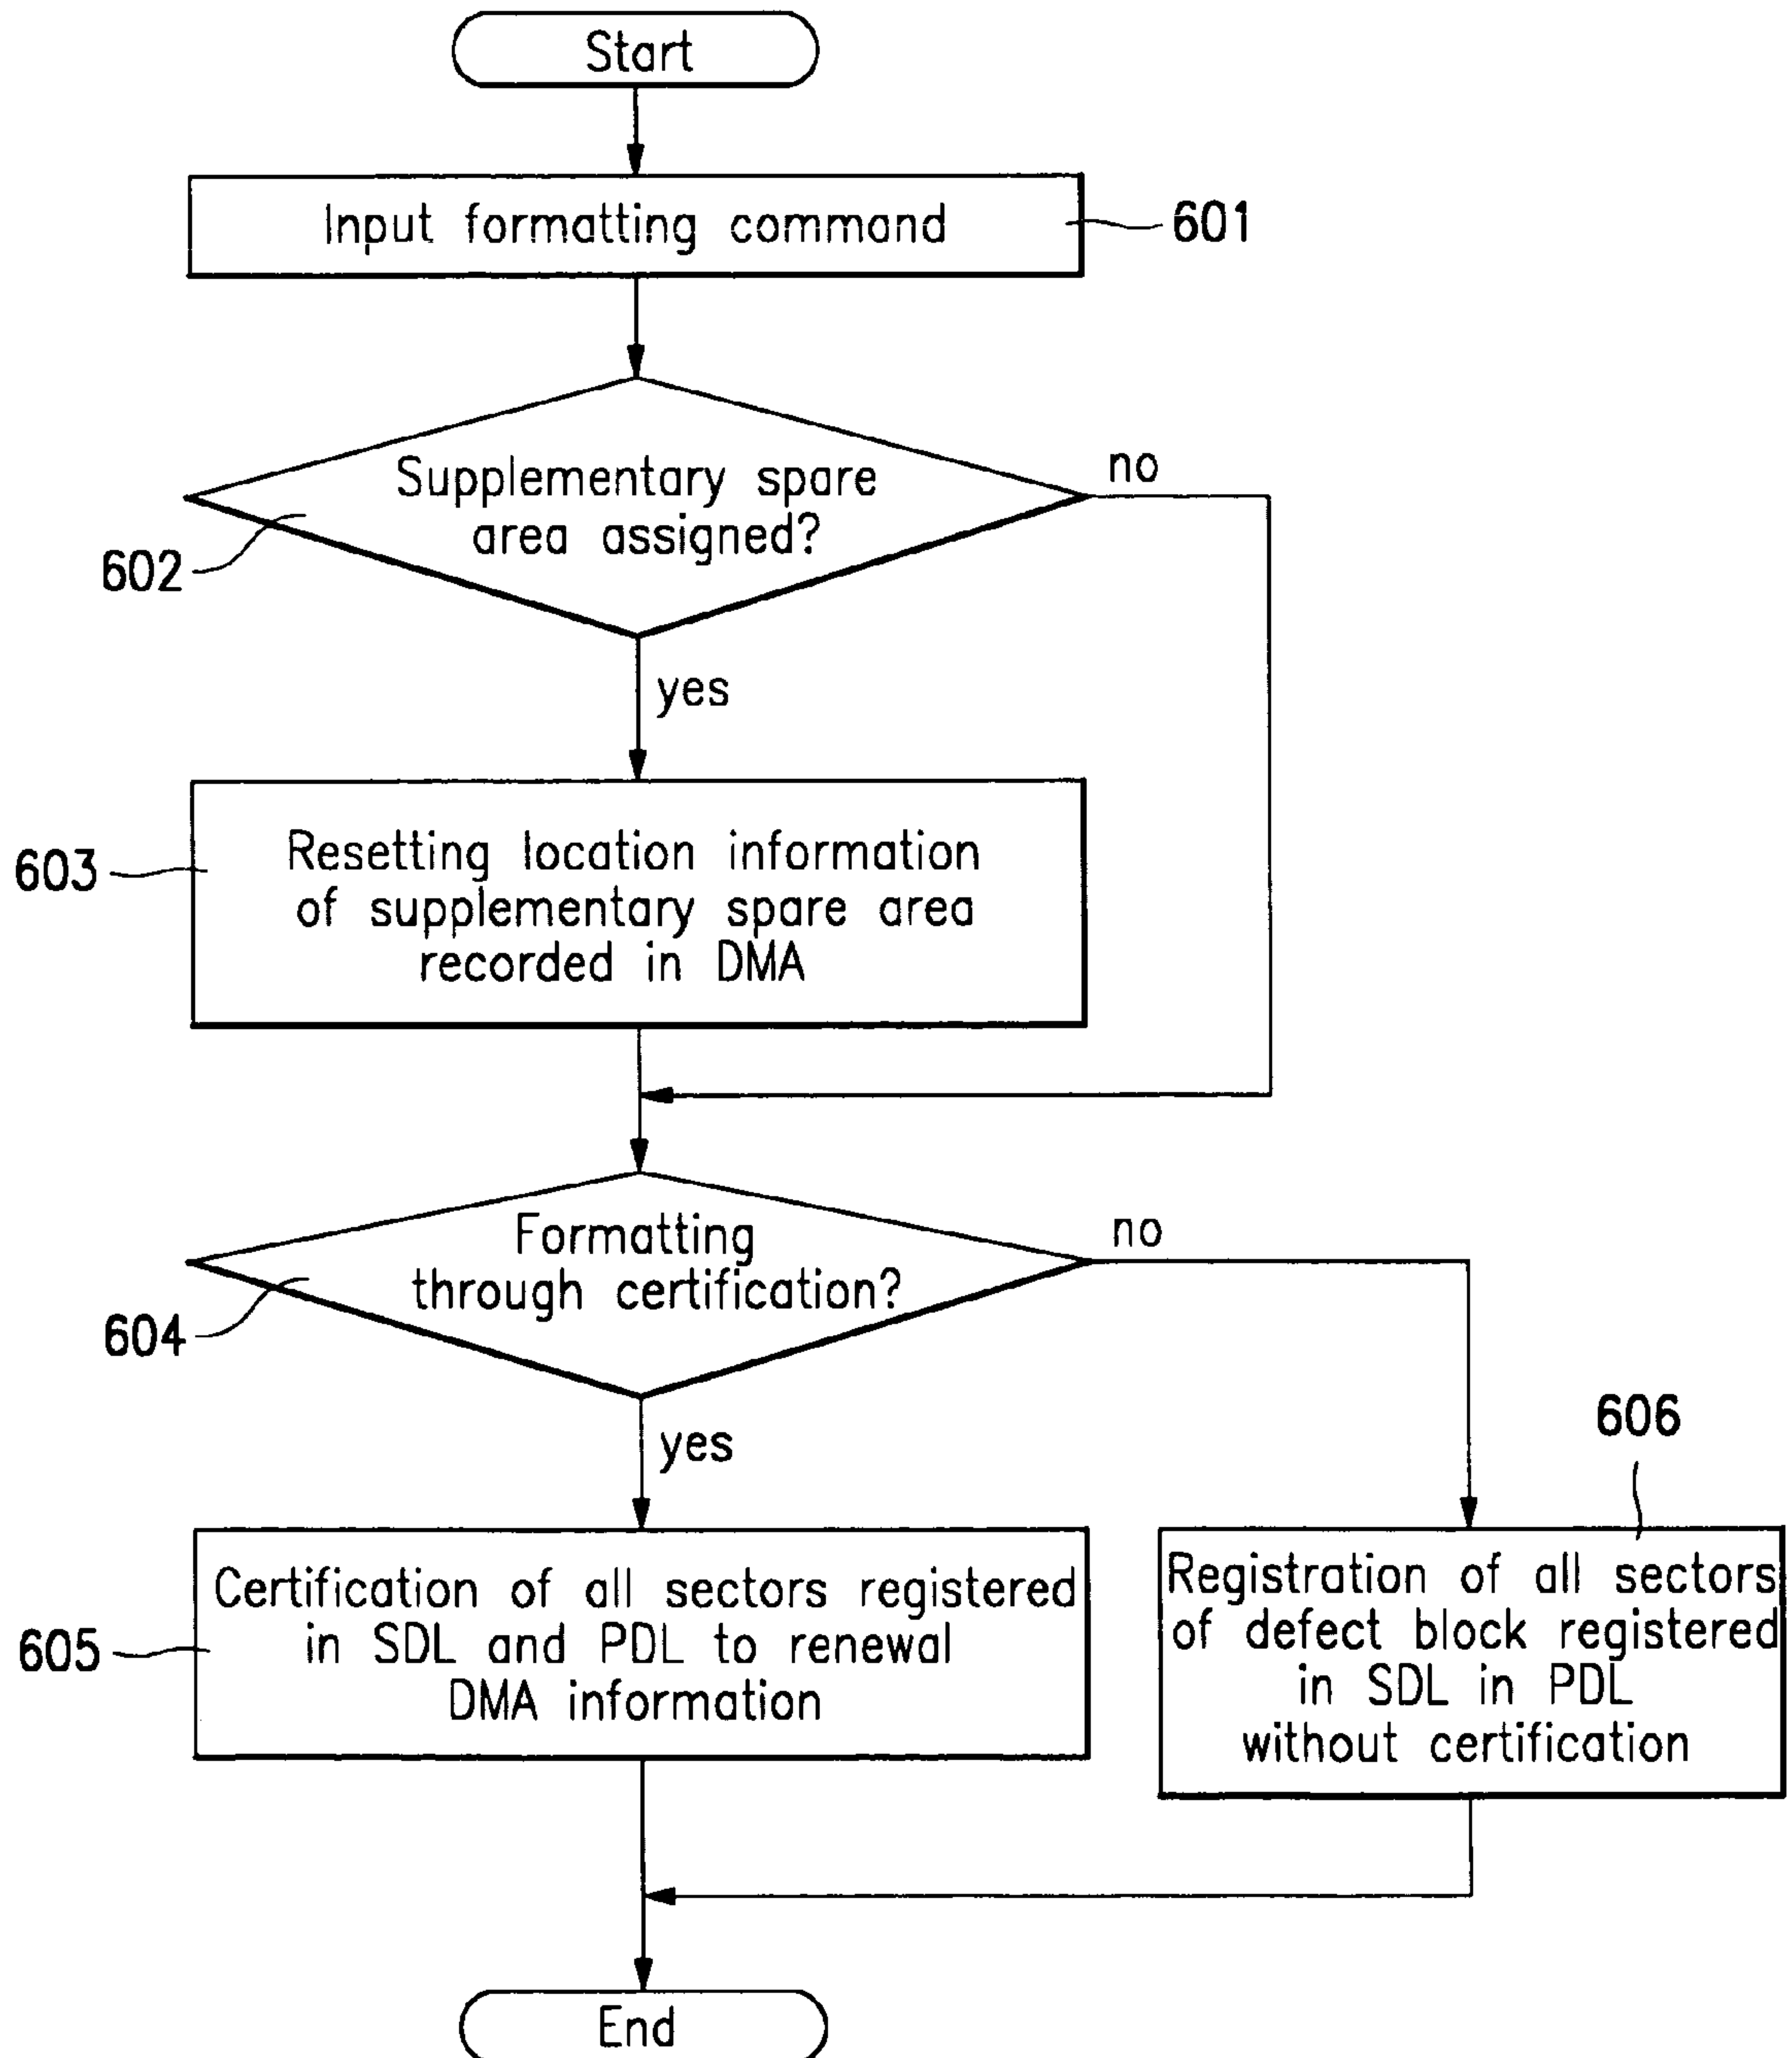 Start
Input formatting command
601
Supplementary spare
area assigned?
no
602
yes
Resetting location information
of supplementary spare area
recorded in DMA
603
Formatting
through certification?
no
604
yes
606
Certification of all sectors registered
in SDL and PDL to renewal
DMA information
605
Registration of all sectors
of defect block registered
in SDL in PDL
without certification
End